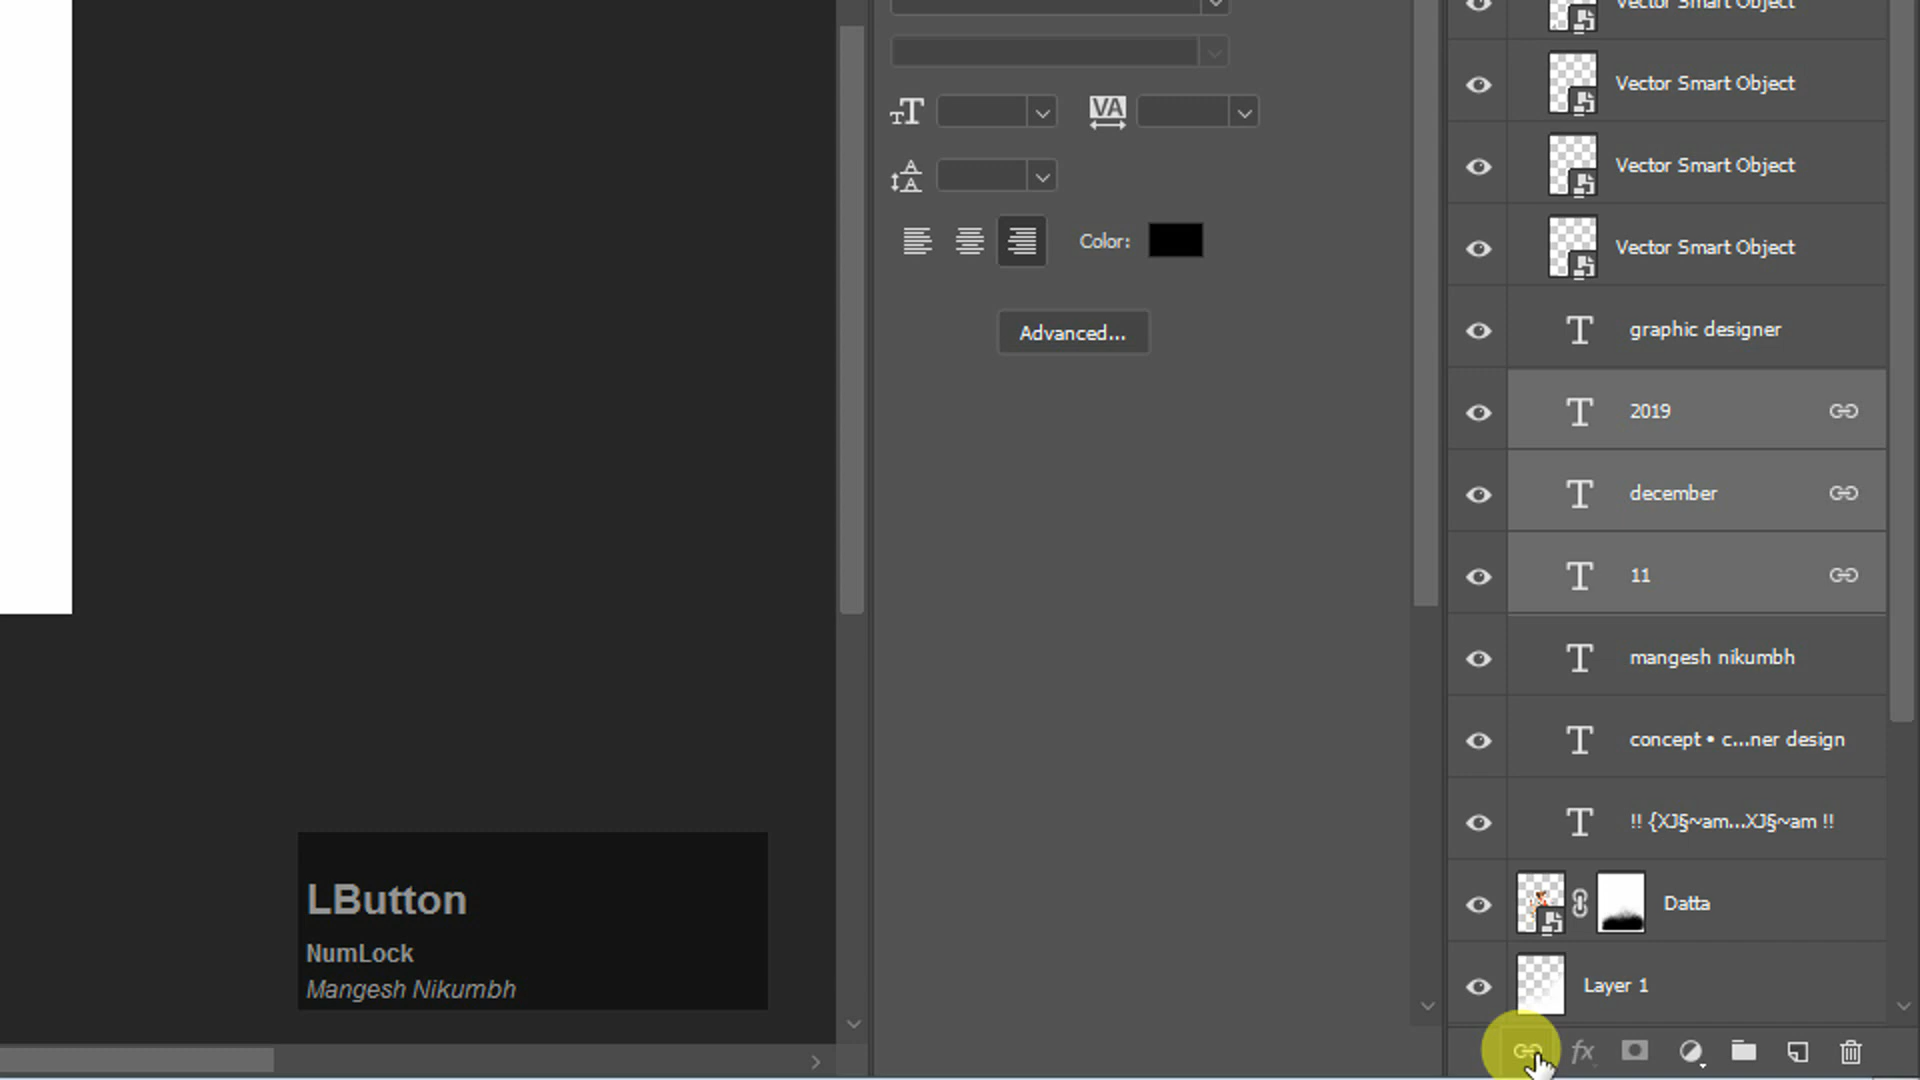 Vector Smart Object
Vector Smart Object
Vector Smart Object
Vector Smart Object
Color:
Advanced...
graphic designer
2019
december
11
mangesh nikumbh
concept • c...ner design
!! {XJ§~am...XJ§~am !!
Datta
Layer 1
LButton
NumLock
Mangesh Nikumbh
fx